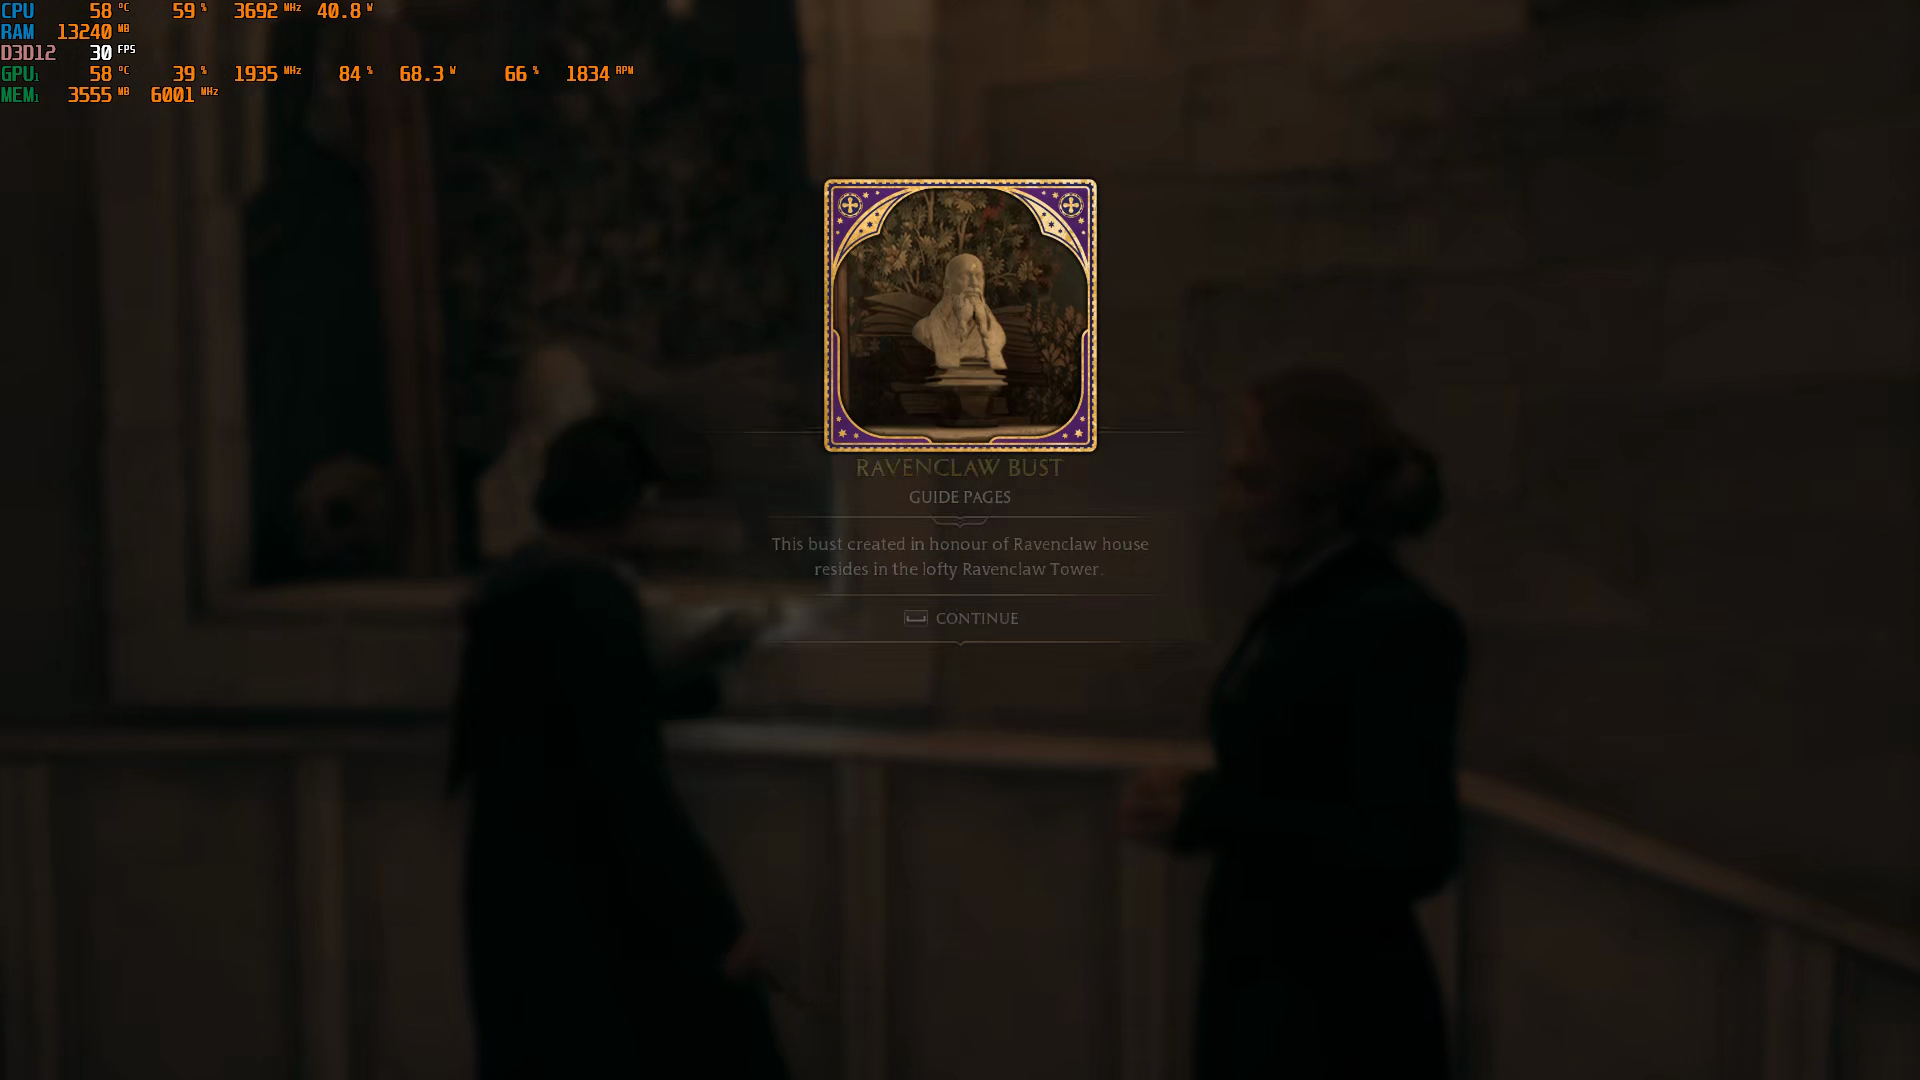 CPU 58 °C 59 % 3692 MHz 40.8 W
RAM 13240 MB
D3D12 30 FPS
GPU1 58 °C 39 % 1935 MHz 84 % 68.3 W 66 % 1834 RPM
MEM1 3555 MB 6001 MHz
RAVENCLAW BUST
GUIDE PAGES
This bust created in honour of Ravenclaw house
resides in the lofty Ravenclaw Tower.
CONTINUE